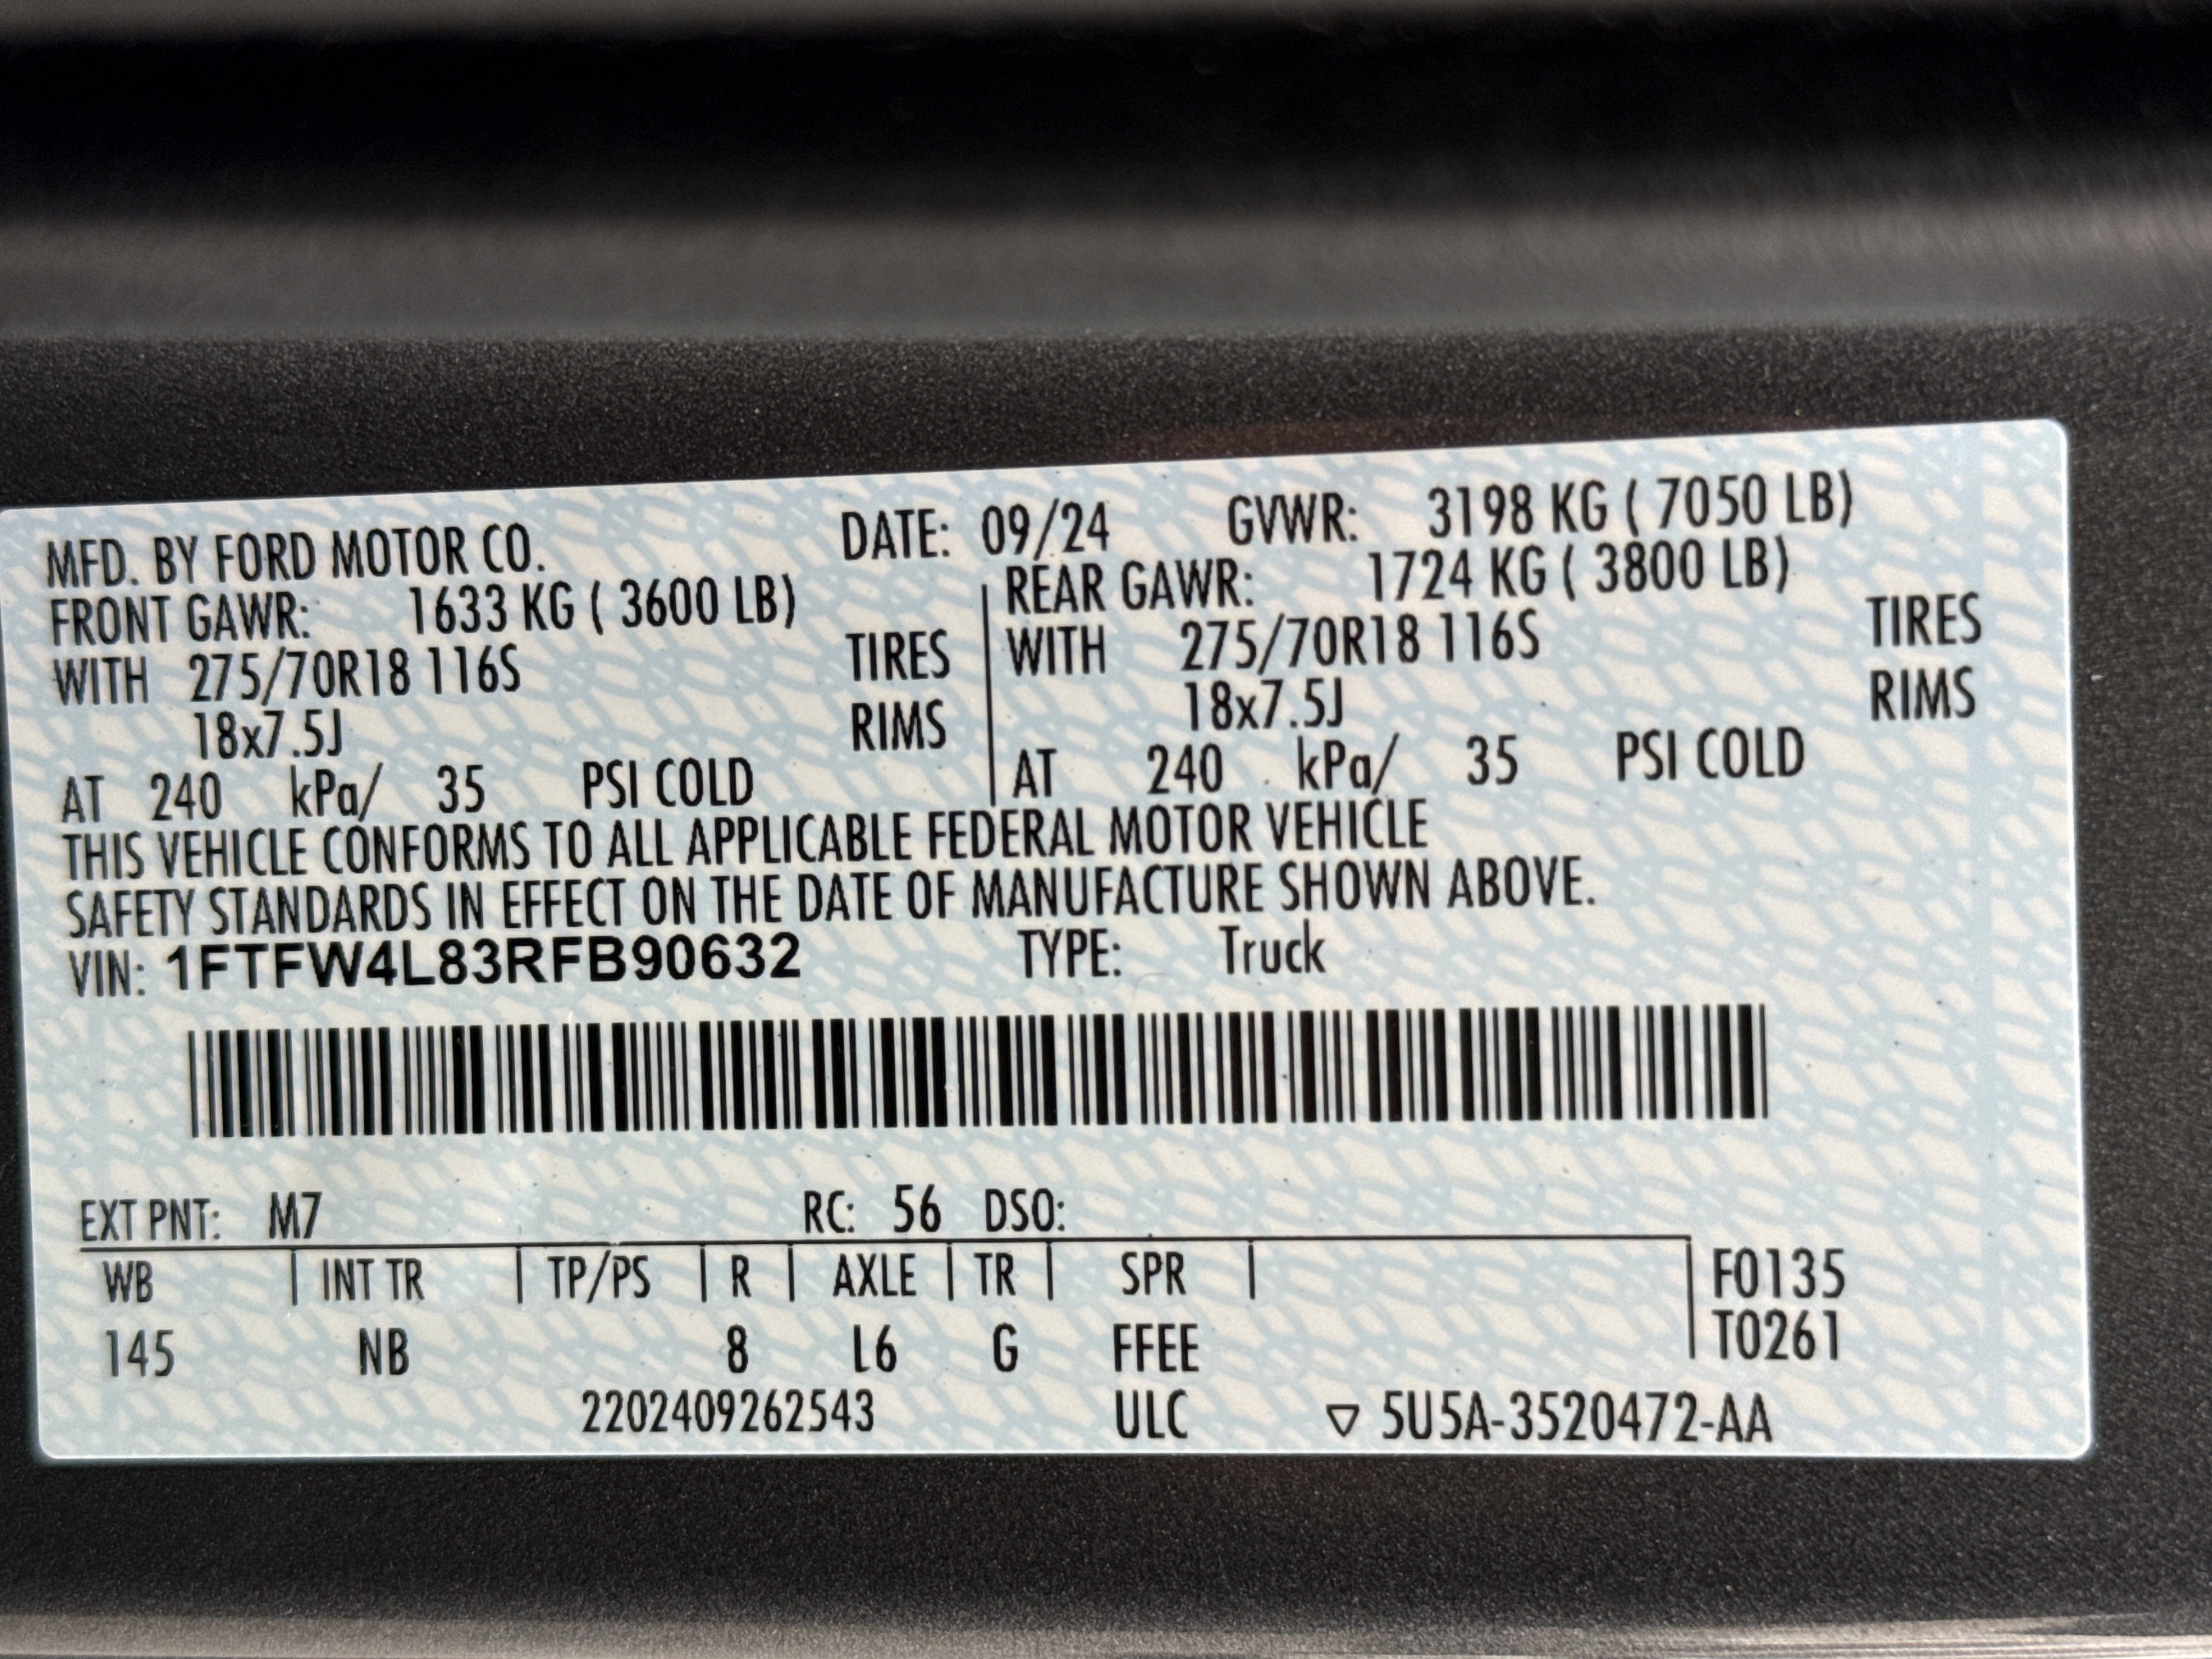 MFD. BY FORD MOTOR CO. DATE: 09/24 GVWR: 3198 KG ( 7050 LB)
FRONT GAWR: 1633 KG ( 3600 LB) REAR GAWR: 1724 KG ( 3800 LB)
WITH 275/70R18 116S TIRES WITH 275/70R18 116S TIRES
18x7.5J RIMS 18x7.5J RIMS
AT 240 kPa/ 35 PSI COLD AT 240 kPa/ 35 PSI COLD
THIS VEHICLE CONFORMS TO ALL APPLICABLE FEDERAL MOTOR VEHICLE
SAFETY STANDARDS IN EFFECT ON THE DATE OF MANUFACTURE SHOWN ABOVE.
VIN: 1FTFW4L83RFB90632 TYPE: Truck
EXT PNT: M7 RC: 56 DSO:
WB | INT TR | TP/PS | R | AXLE | TR | SPR | F0135
145 NB 8 L6 G FFEE T0261
2202409262543 ULC ▽ 5U5A-3520472-AA